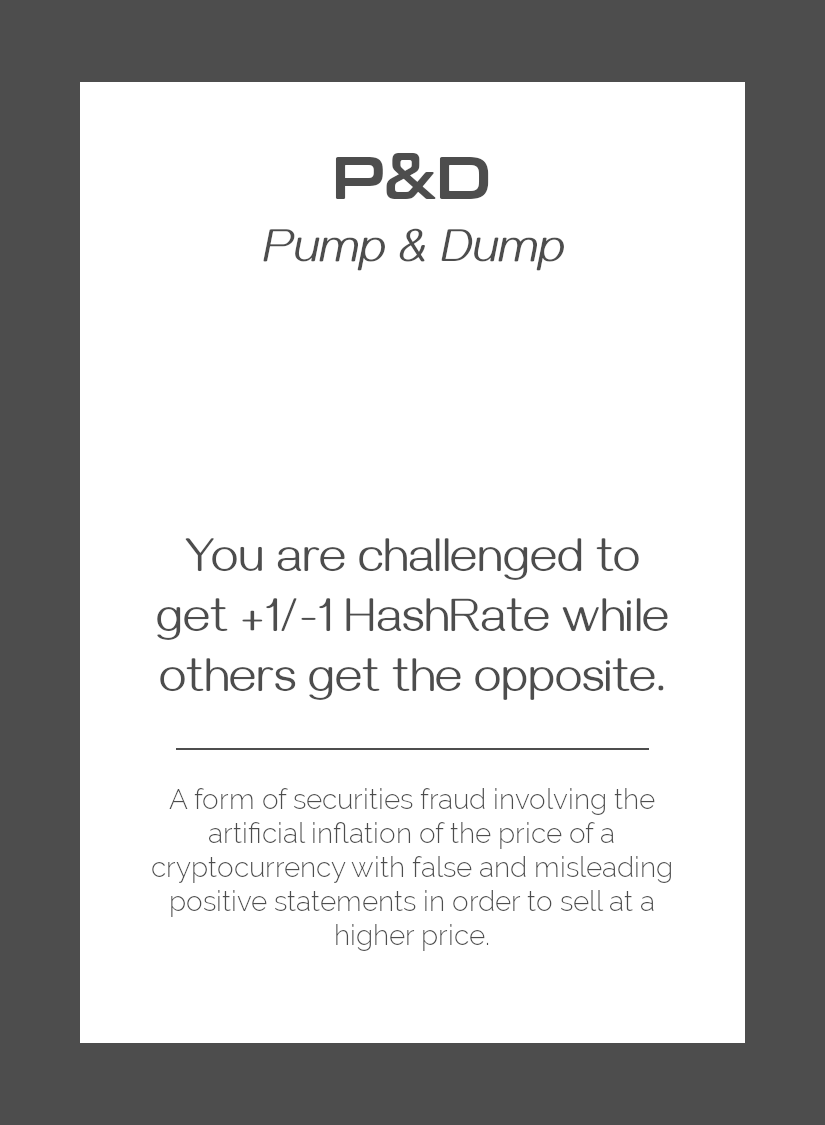 P&D
Pump & Dump
You are challenged to
get +1/-1 HashRate while
others get the opposite.
A form of securities fraud involving the
artificial inflation of the price of a
cryptocurrency with false and misleading
positive statements in order to sell at a
higher price.